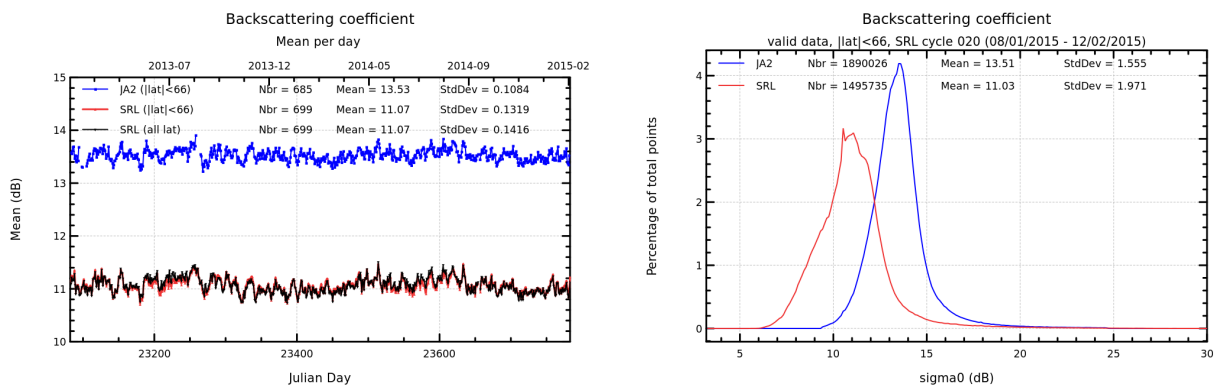 Backscattering coefficient
Mean per day
2013-07 2013-12 2014-05 2014-09 2015-02
15
14
13
12
11
10
Mean (dB)
JA2 (|lat|<66) Nbr = 685 Mean = 13.53 StdDev = 0.1084
SRL (|lat|<66) Nbr = 699 Mean = 11.07 StdDev = 0.1319
SRL (all lat) Nbr = 699 Mean = 11.07 StdDev = 0.1416
23200 23400 23600
Julian Day
Backscattering coefficient
valid data, |lat|<66, SRL cycle 020 (08/01/2015 - 12/02/2015)
JA2 Nbr = 1890026 Mean = 13.51 StdDev = 1.555
SRL Nbr = 1495735 Mean = 11.03 StdDev = 1.971
4
3
2
1
0
Percentage of total points
5 10 15 20 25 30
sigma0 (dB)